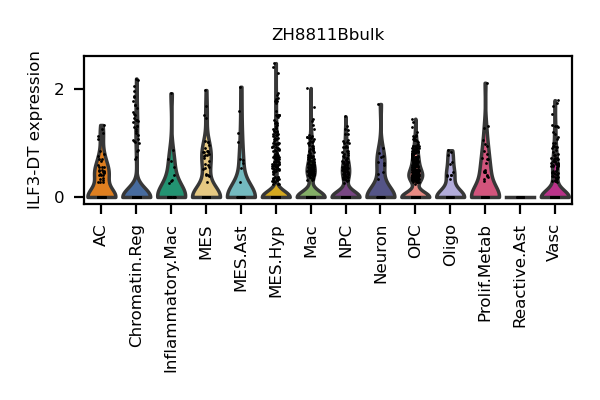 ZH8811Bbulk
ILF3-DT expression
2
0
AC
Chromatin.Reg
Inflammatory.Mac
MES
MES.Ast
MES.Hyp
Mac
NPC
Neuron
OPC
Oligo
Prolif.Metab
Reactive.Ast
Vasc